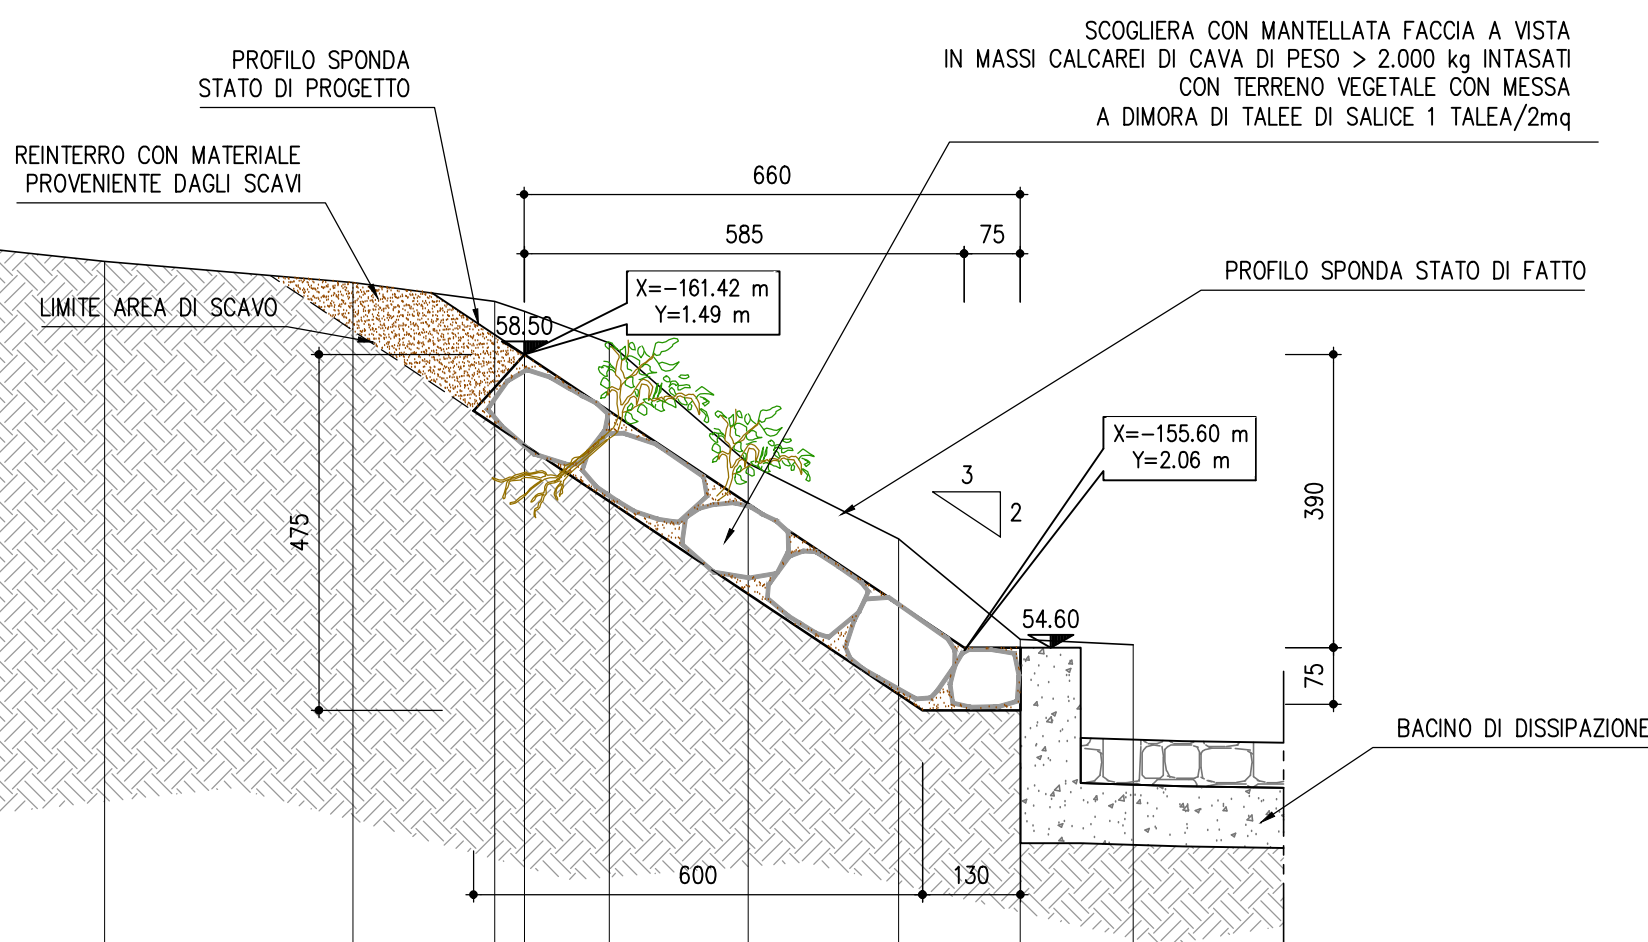 SCOGLIERA CON MANTELLATA FACCIA A VISTA
IN MASSI CALCAREI DI CAVA DI PESO > 2.000 kg INTASATI
CON TERRENO VEGETALE CON MESSA
A DIMORA DI TALEE DI SALICE 1 TALEA/2mq
PROFILO SPONDA
STATO DI PROGETTO
REINTERRO CON MATERIALE
PROVENIENTE DAGLI SCAVI
660
585
75
PROFILO SPONDA STATO DI FATTO
X=-161.42 m
Y=1.49 m
LIMITE AREA DI SCAVO
58.50
X=-155.60 m
Y=2.06 m
3
2
390
475
54.60
75
BACINO DI DISSIPAZIONE
600
130